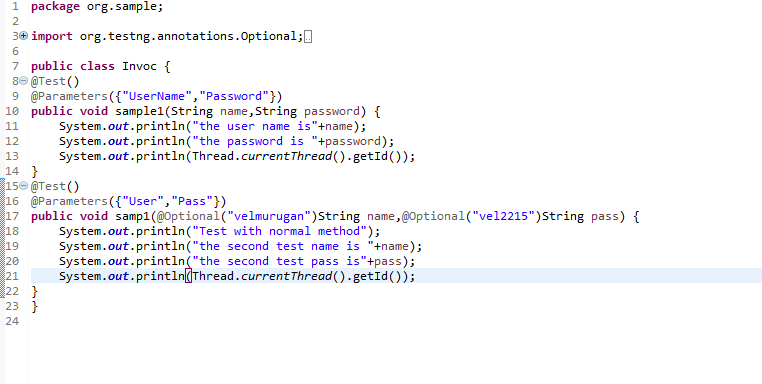 1 package org.sample;
2
3 import org.testng.annotations.Optional;
6
7 public class Invoc {
8 @Test()
9 @Parameters({"UserName","Password"})
10 public void sample1(String name,String password) {
11     System.out.println("the user name is"+name);
12     System.out.println("the password is "+password);
13     System.out.println(Thread.currentThread().getId());
14 }
15 @Test()
16 @Parameters({"User","Pass"})
17 public void samp1(@Optional("velmurugan")String name,@Optional("vel2215")String pass) {
18     System.out.println("Test with normal method");
19     System.out.println("the second test name is "+name);
20     System.out.println("the second test pass is"+pass);
21     System.out.println(Thread.currentThread().getId());
22 }
23 }
24